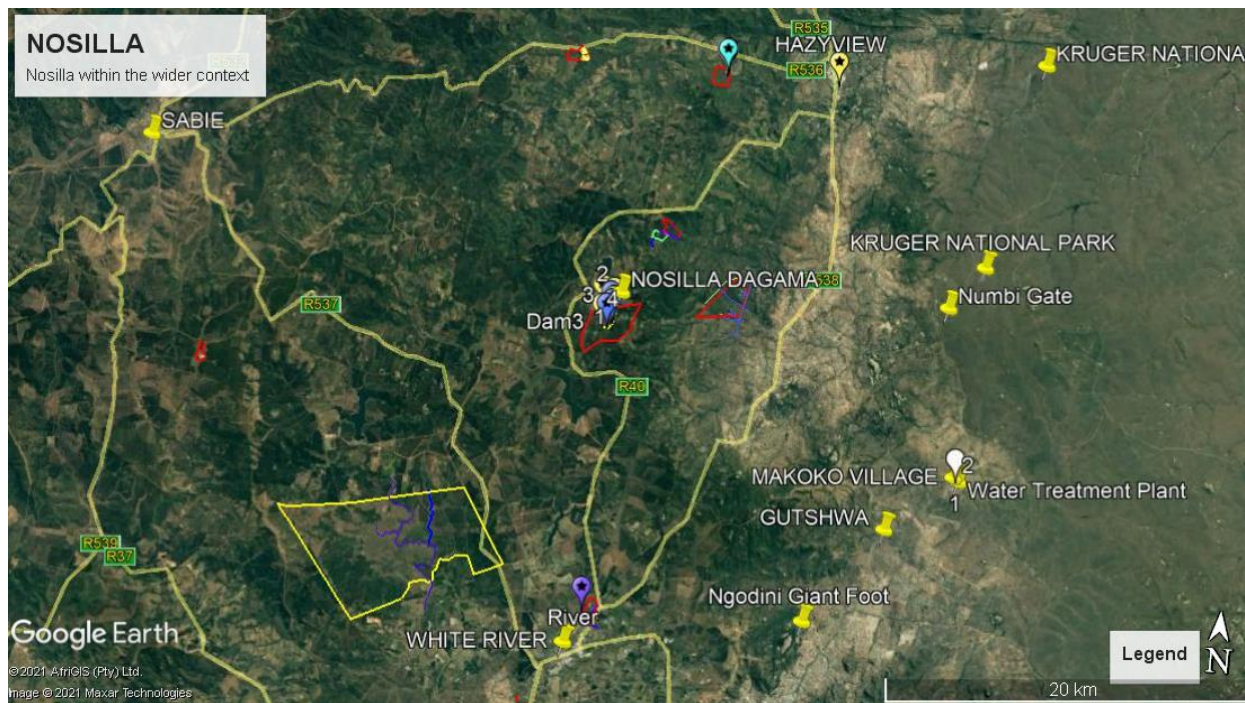 NOSILLA
Nosilla within the wider context
R535
HAZYVIEW
R536
KRUGER NATIONA
SABIE
KRUGER NATIONAL PARK
2
NOSILLA DAGAMA
538
Numbi Gate
3
4
R537
Dam3
1
R40
MAKOKO VILLAGE
2
Water Treatment Plant
1
GUTSHWA
R539
R37
Ngodini Giant Foot
River
WHITE RIVER
Google Earth
Legend
N
©2021 AfriGIS (Pty) Ltd.
Image © 2021 Maxar Technologies
20 km